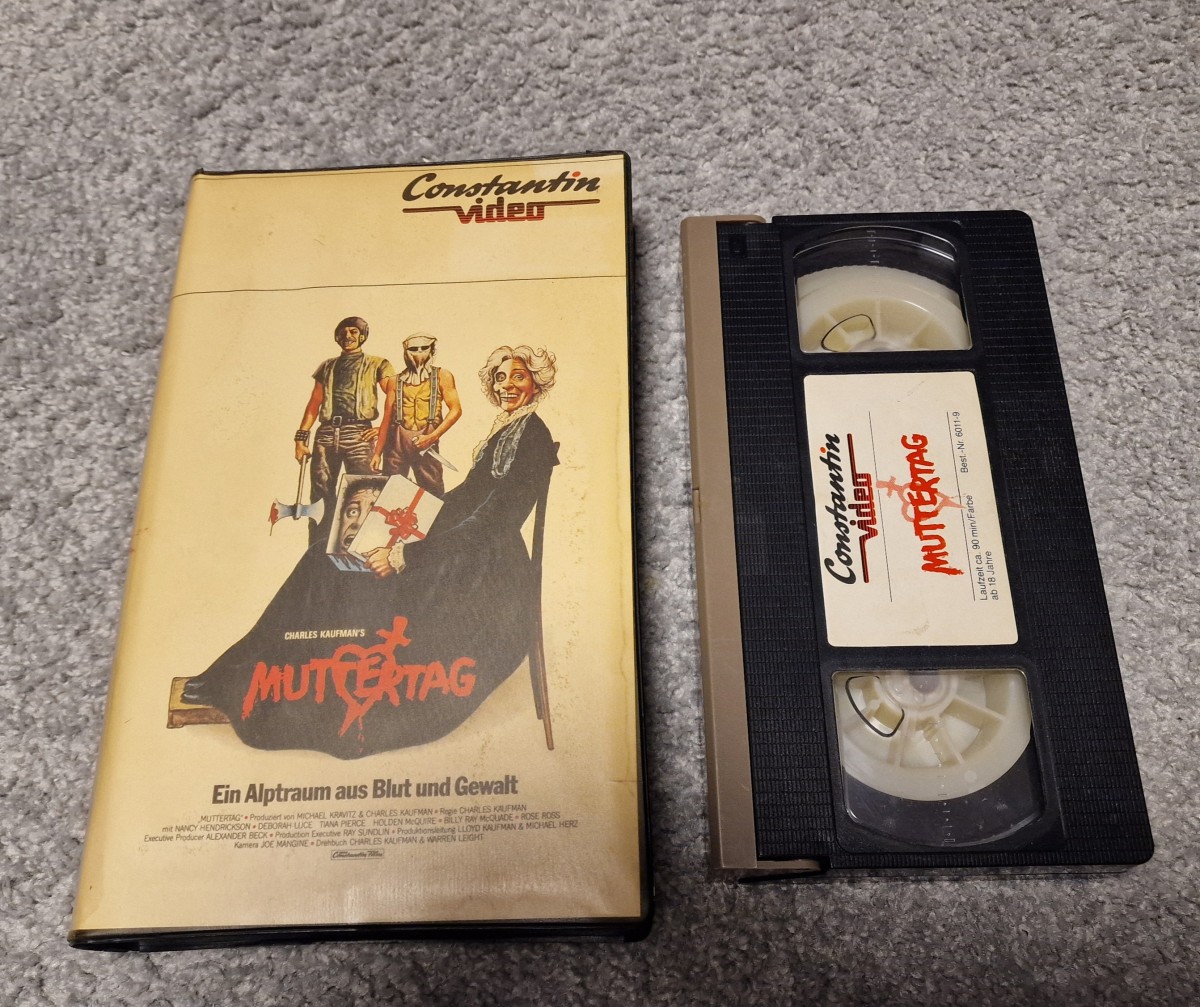 Constantin
video
CHARLES KAUFMAN'S
MUTTERTAG
Ein Alptraum aus Blut und Gewalt
„MUTTERTAG" • Produziert von MICHAEL KRAVITZ & CHARLES KAUFMAN • Regie CHARLES KAUFMAN
mit NANCY HENDRICKSON • DEBORAH LUCE TIANA PIERCE HOLDEN McQUIRE • BILLY RAY McQUADE • ROSE ROSS
Executive Producer ALEXANDER BECK • Production Executive RAY SUNDLIN • Produktionsleitung LLOYD KAUFMAN & MICHAEL HERZ
Kamera JOE MANGINE • Drehbuch CHARLES KAUFMAN & WARREN LEIGHT
Constantin Film
Constantin
video
MUTTERTAG
Laufzeit ca. 90 min/Farbe Best.-Nr. 6011-9
ab 18 Jahre